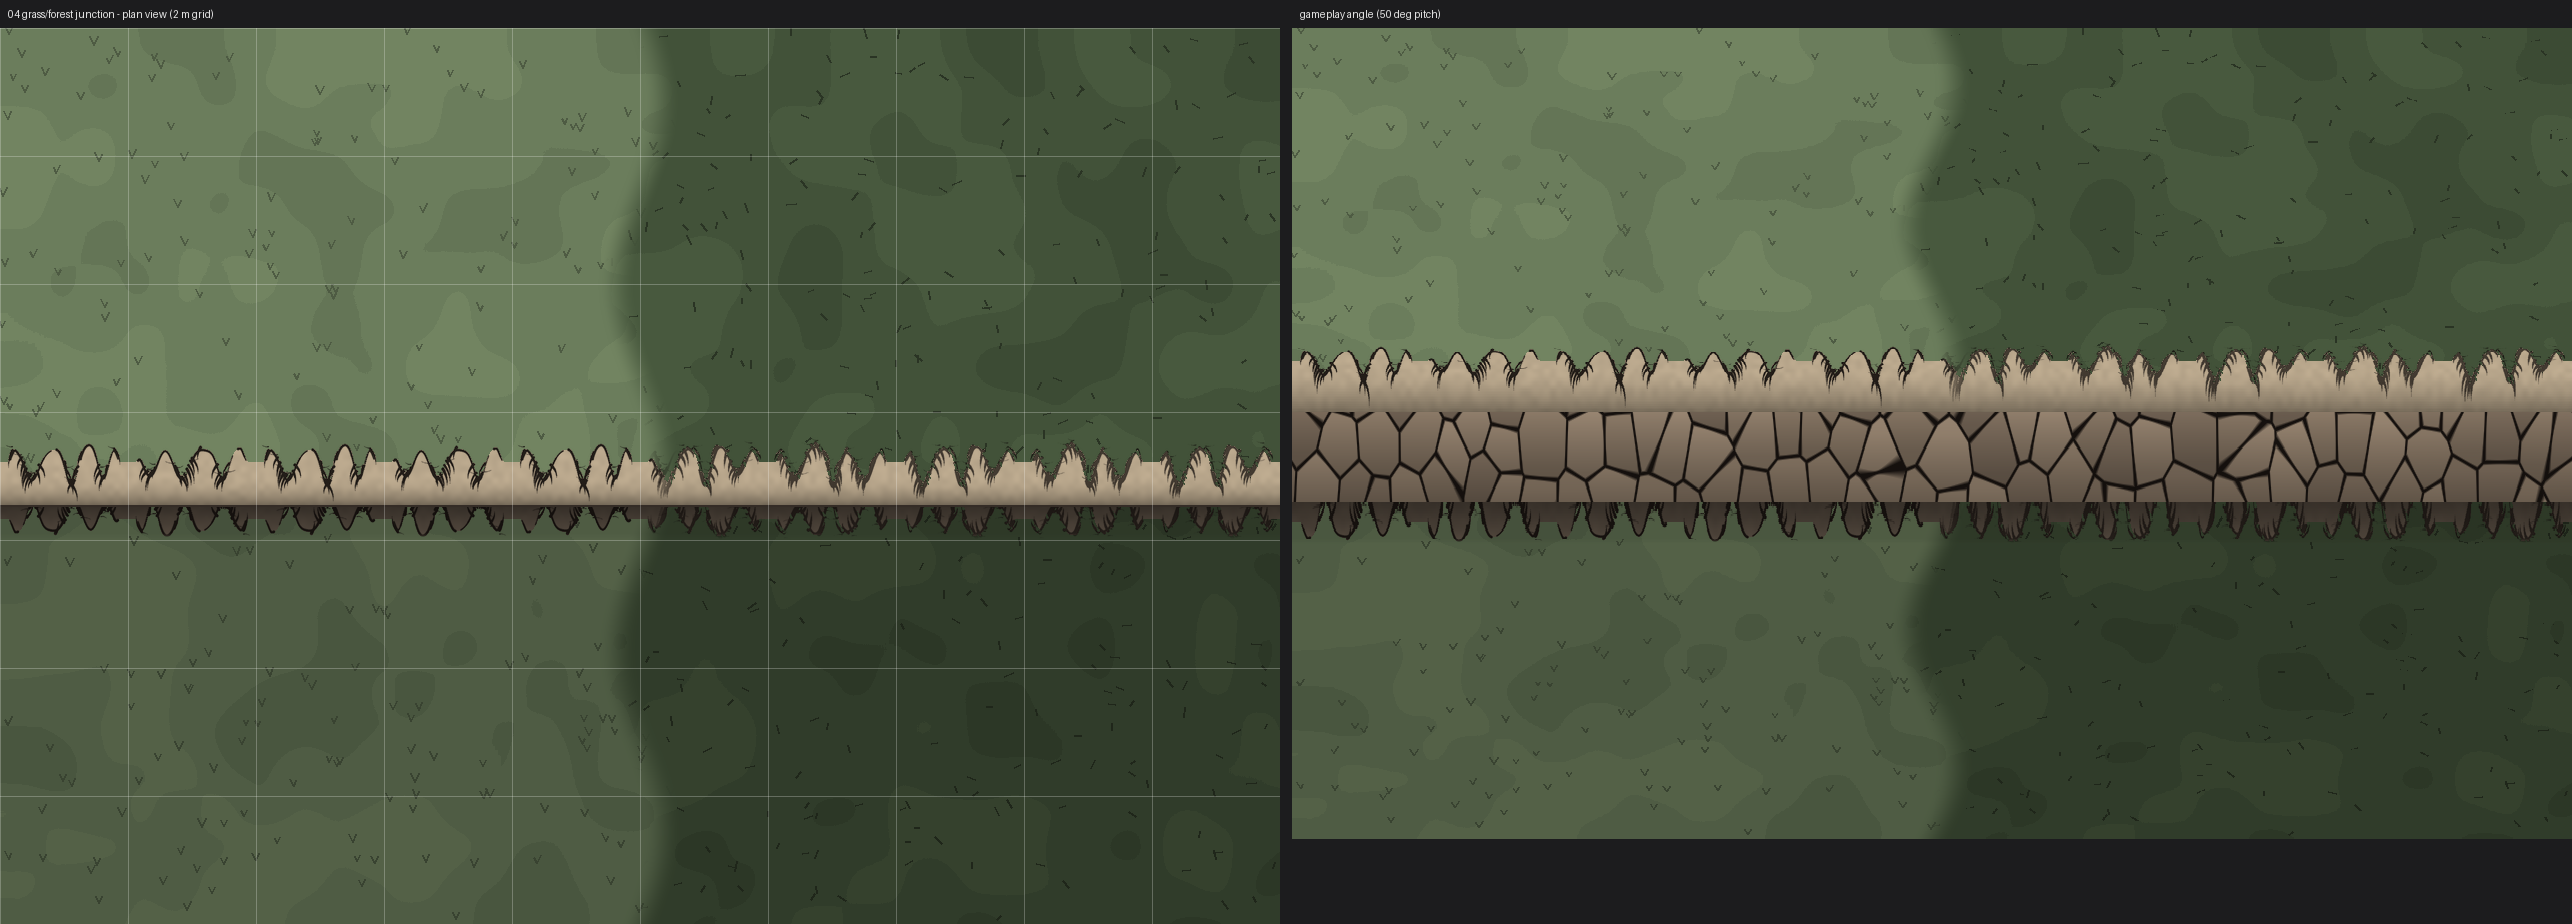 04 grass/forest junction - plan view (2 m grid)
gameplay angle (50 deg pitch)